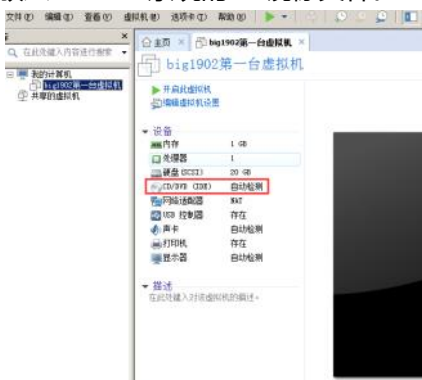 文件(F) 编辑(E) 查看(V) 虚拟机(M) 选项卡(T) 帮助(H)
主页 × big1902第一台虚拟机 ×
在此处键入内容进行搜索
我的计算机
big1902第一台虚拟机
共享的虚拟机
big1902第一台虚拟机
开启此虚拟机
编辑虚拟机设置
设备
内存 1 GB
处理器 1
硬盘(SCSI) 20 GB
CD/DVD (IDE) 自动检测
网络适配器 NAT
USB 控制器 存在
声卡 自动检测
打印机 存在
显示器 自动检测
描述
在此处键入对该虚拟机的描述。